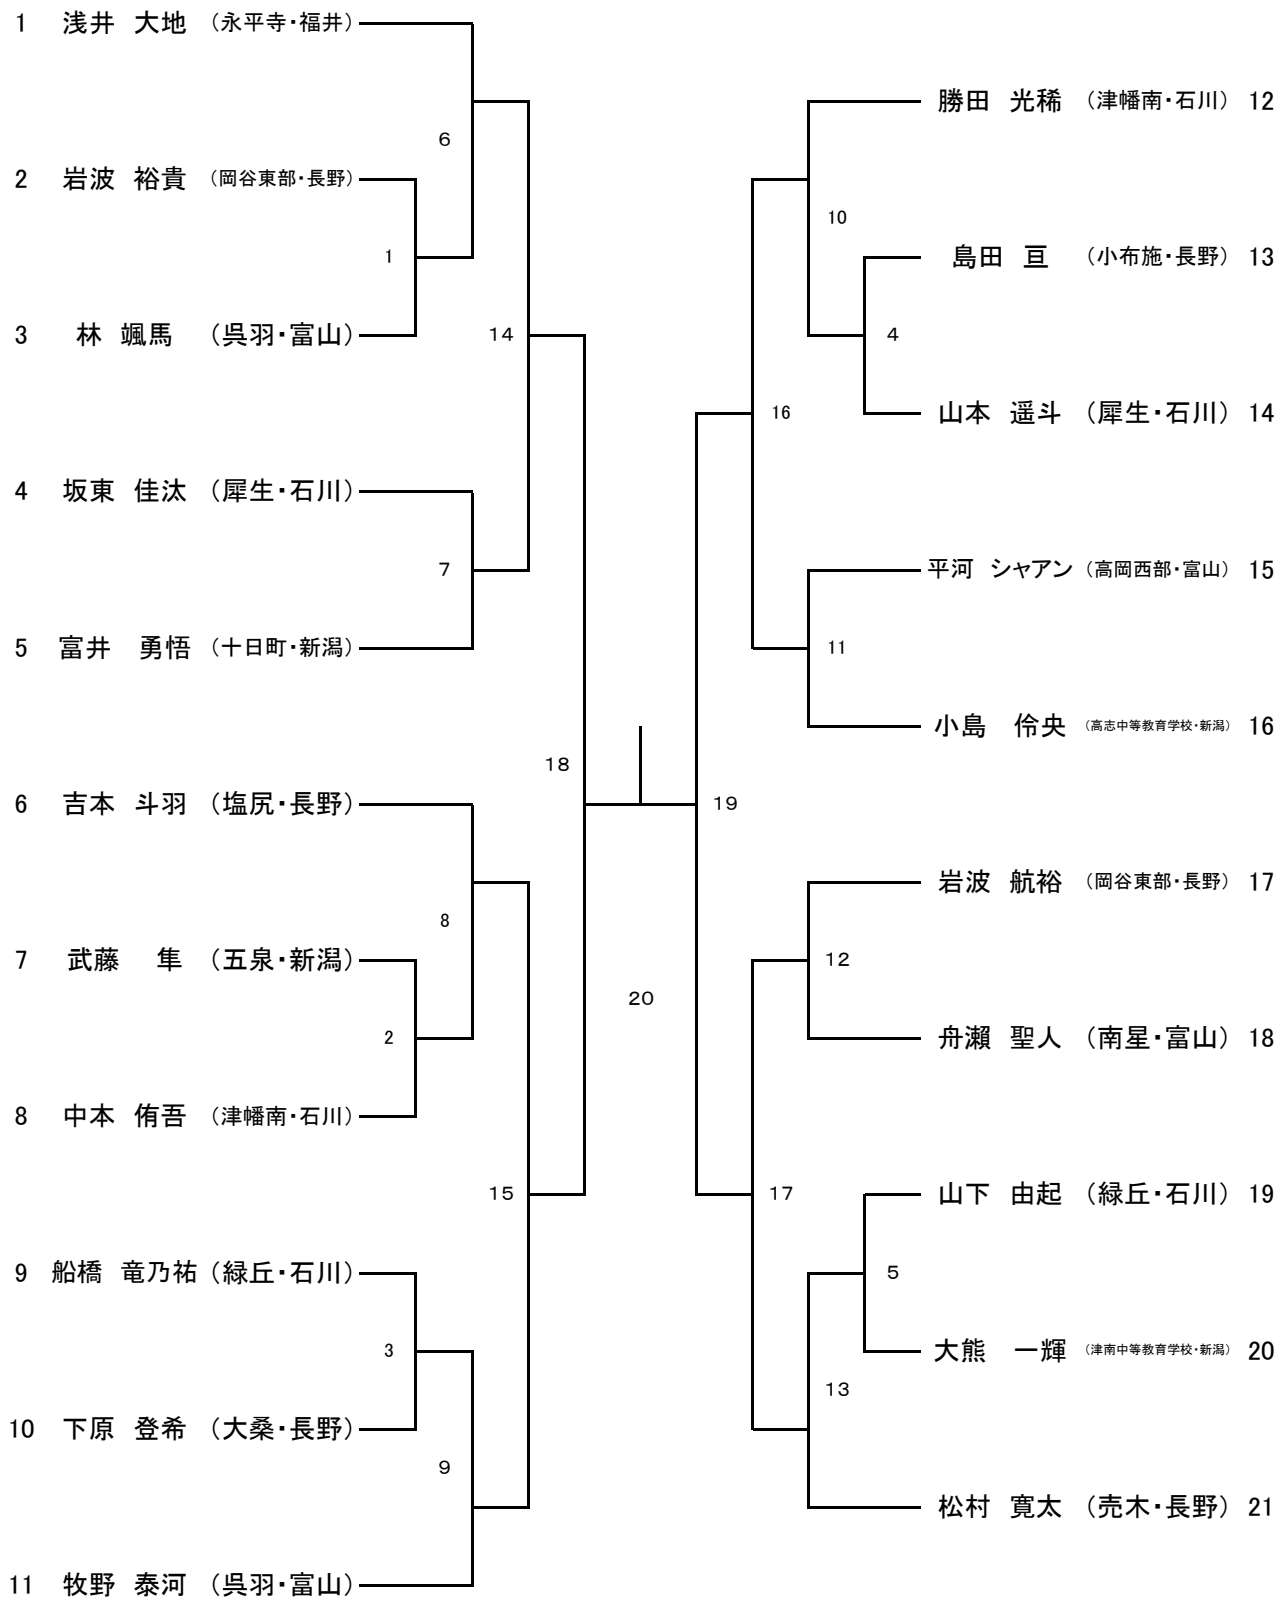 1 浅井 大地 （永平寺・福井）
6
2 岩波 裕貴 （岡谷東部・長野）
1
3 林 颯馬 （呉羽・富山）
14
4 坂東 佳汰 （犀生・石川）
7
5 富井 勇悟 （十日町・新潟）
18
6 吉本 斗羽 （塩尻・長野）
8
7 武藤 隼 （五泉・新潟）
2
8 中本 侑吾 （津幡南・石川）
15
9 船橋 竜乃祐 （緑丘・石川）
3
10 下原 登希 （大桑・長野）
9
11 牧野 泰河 （呉羽・富山）
20
勝田 光稀 （津幡南・石川） 12
10
島田 亘 （小布施・長野） 13
4
山本 遥斗 （犀生・石川） 14
16
平河 シャアン （高岡西部・富山） 15
11
小島 伶央 （高志中等教育学校・新潟） 16
19
岩波 航裕 （岡谷東部・長野） 17
12
舟瀬 聖人 （南星・富山） 18
17
山下 由起 （緑丘・石川） 19
5
大熊 一輝 （津南中等教育学校・新潟） 20
13
松村 寛太 （売木・長野） 21